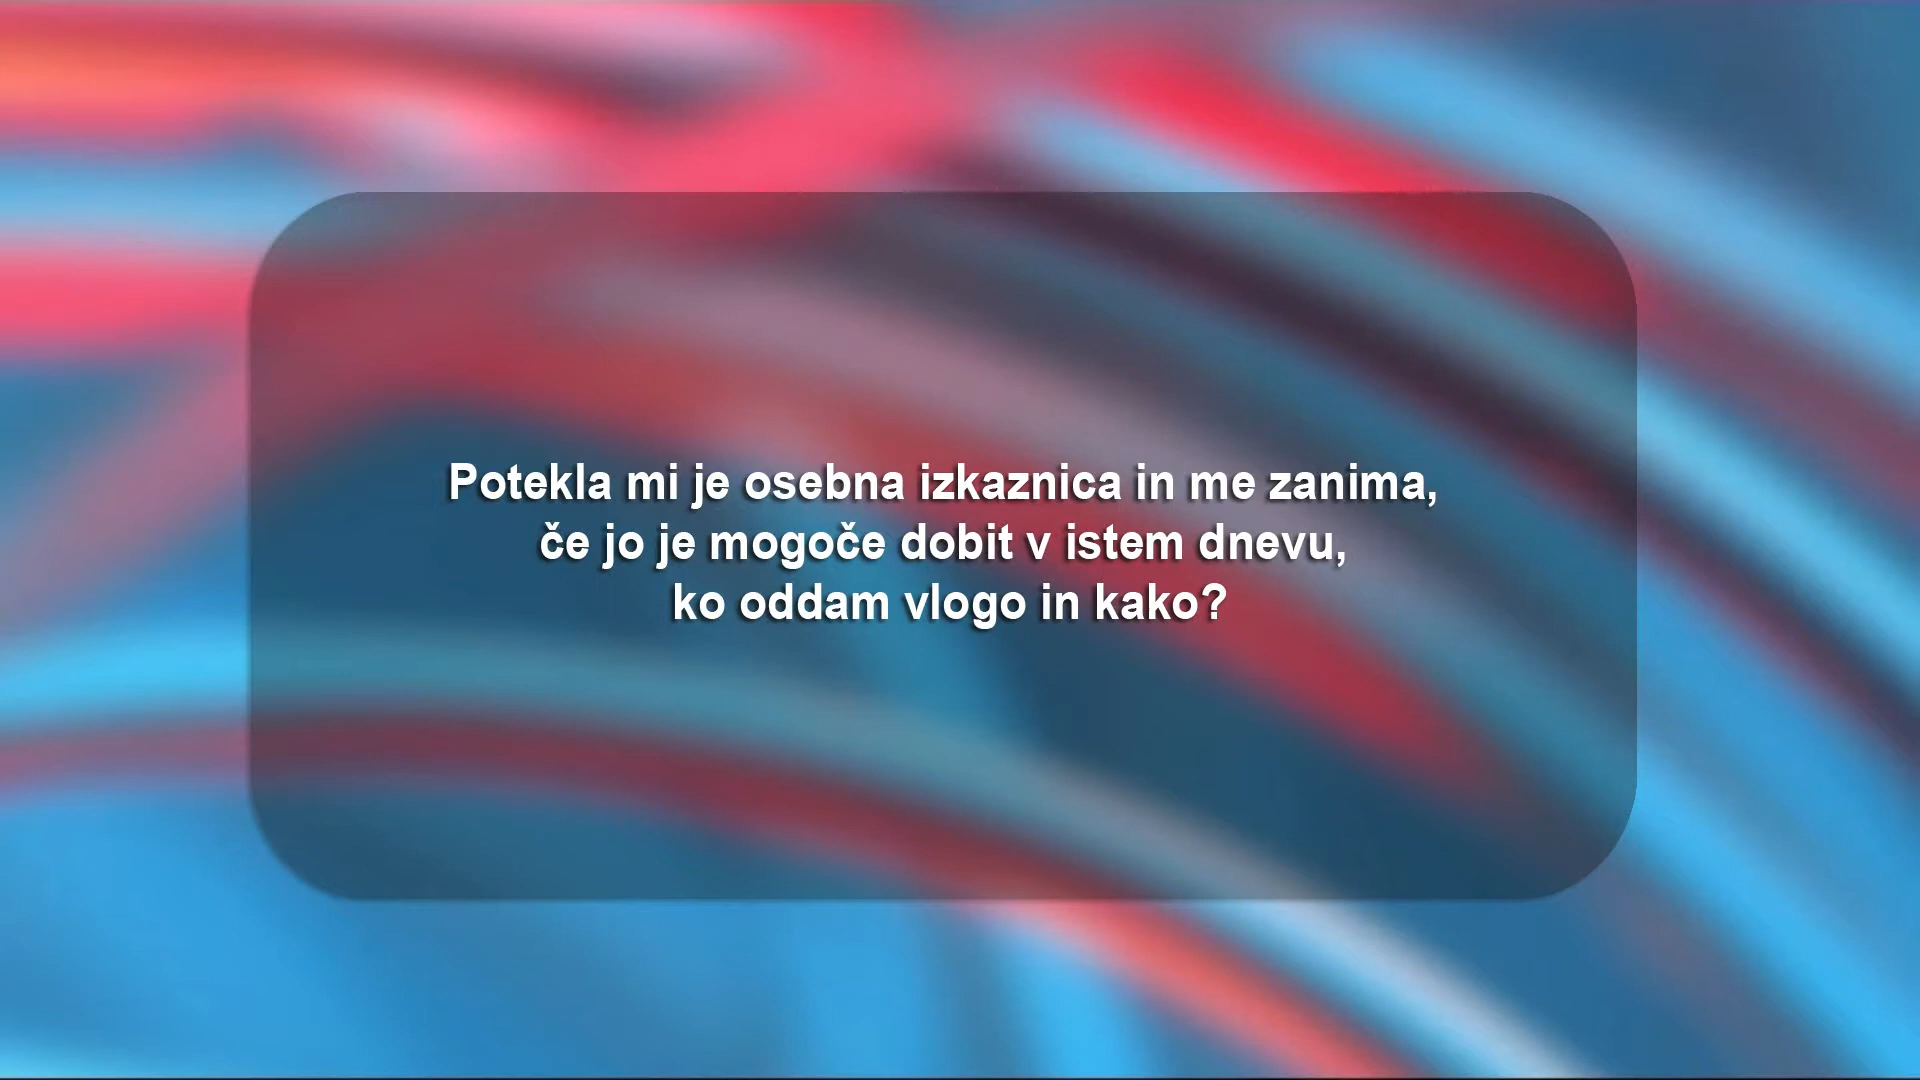 Potekla mi je osebna izkaznica in me zanima,
če jo je mogoče dobit v istem dnevu,
ko oddam vlogo in kako?